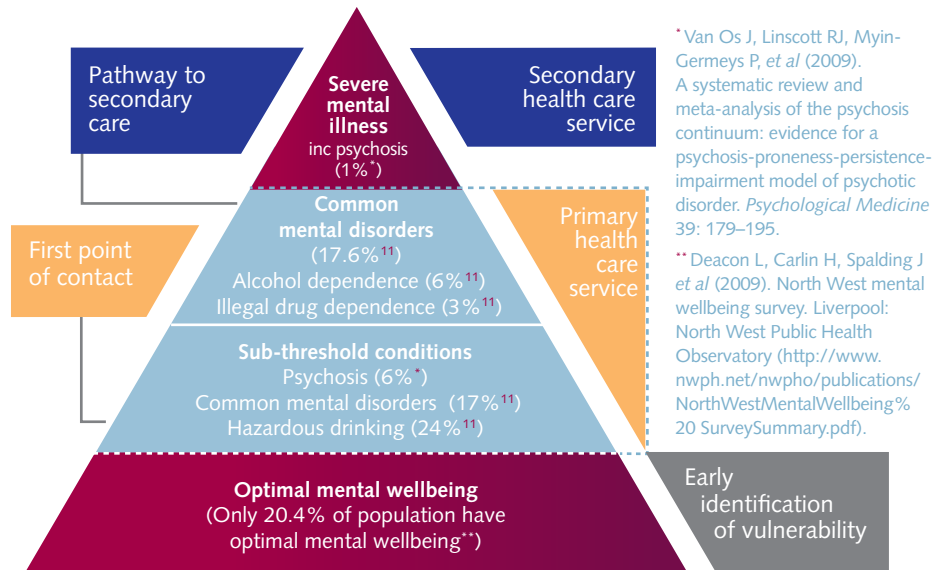 Pathway to
secondary
care
Severe
mental
illness
inc psychosis
(1%*)
Secondary
health care
service
First point
of contact
Common
mental disorders
(17.6%11)
Alcohol dependence (6%11)
Illegal drug dependence (3%11)
Primary
health
care
service
Sub-threshold conditions
Psychosis (6%*)
Common mental disorders (17%11)
Hazardous drinking (24%11)
Optimal mental wellbeing
(Only 20.4% of population have
optimal mental wellbeing**)
Early
identification
of vulnerability
* Van Os J, Linscott RJ, Myin-
Germeys P, et al (2009).
A systematic review and
meta-analysis of the psychosis
continuum: evidence for a
psychosis-proneness-persistence-
impairment model of psychotic
disorder. Psychological Medicine
39: 179–195.
** Deacon L, Carlin H, Spalding J
et al (2009). North West mental
wellbeing survey. Liverpool:
North West Public Health
Observatory (http://www.
nwph.net/nwpho/publications/
NorthWestMentalWellbeing%
20 SurveySummary.pdf).